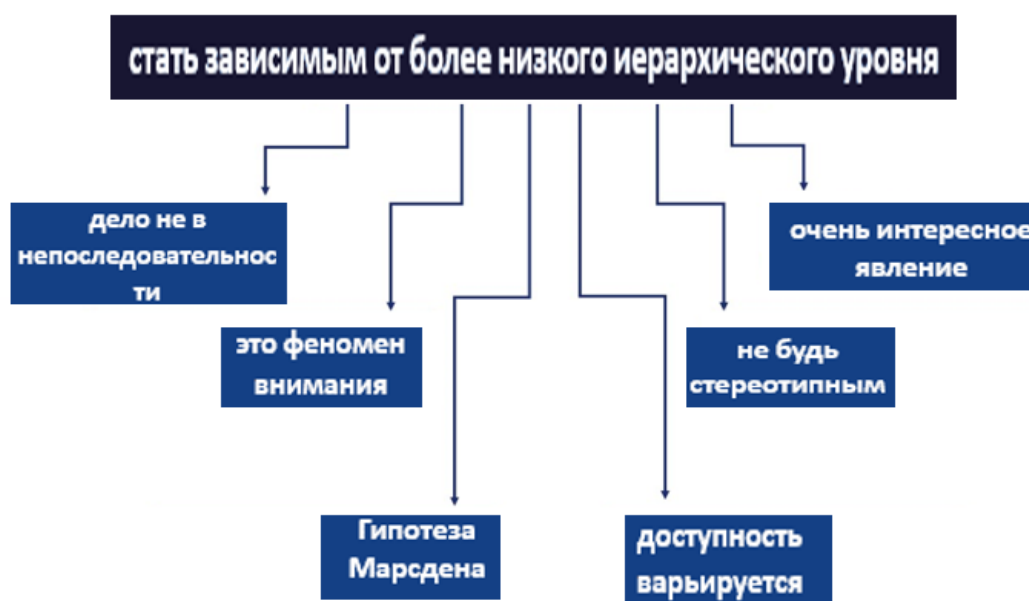 стать зависимым от более низкого иерархического уровня
дело не в
непоследовательнос
ти
очень интересное
явление
это феномен
внимания
не будь
стереотипным
Гипотеза
Марсдена
доступность
варьируется